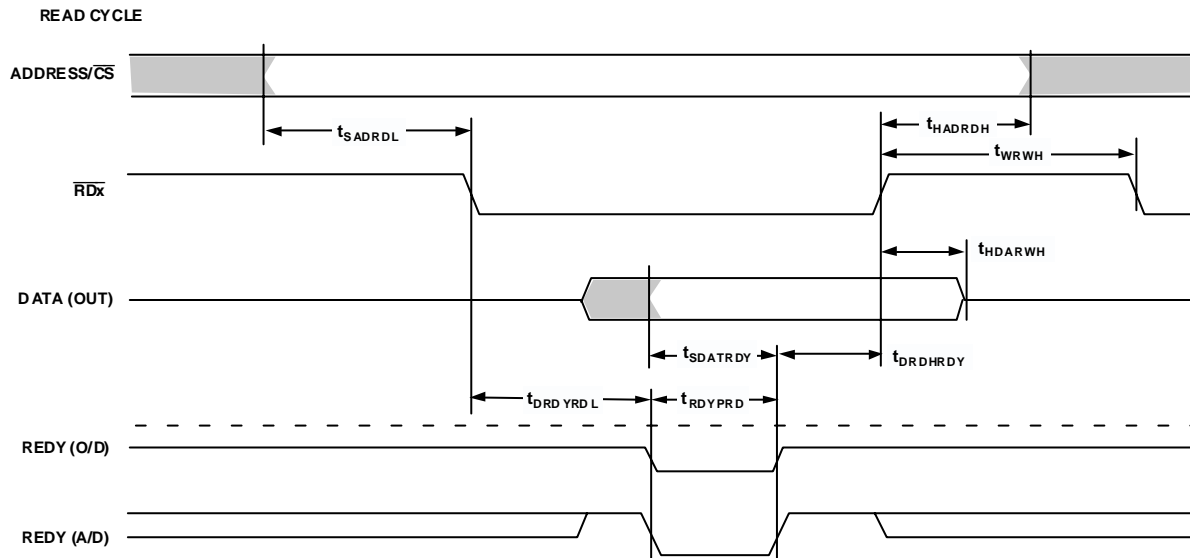 READ CYCLE
ADDRESS/CS
tSADRDL
tHADRDH
tWRWH
RDx
tHDARWH
DATA (OUT)
tSDATRDY
tDRDHRDY
tDRDYRDL
tRDYPRD
REDY (O/D)
REDY (A/D)